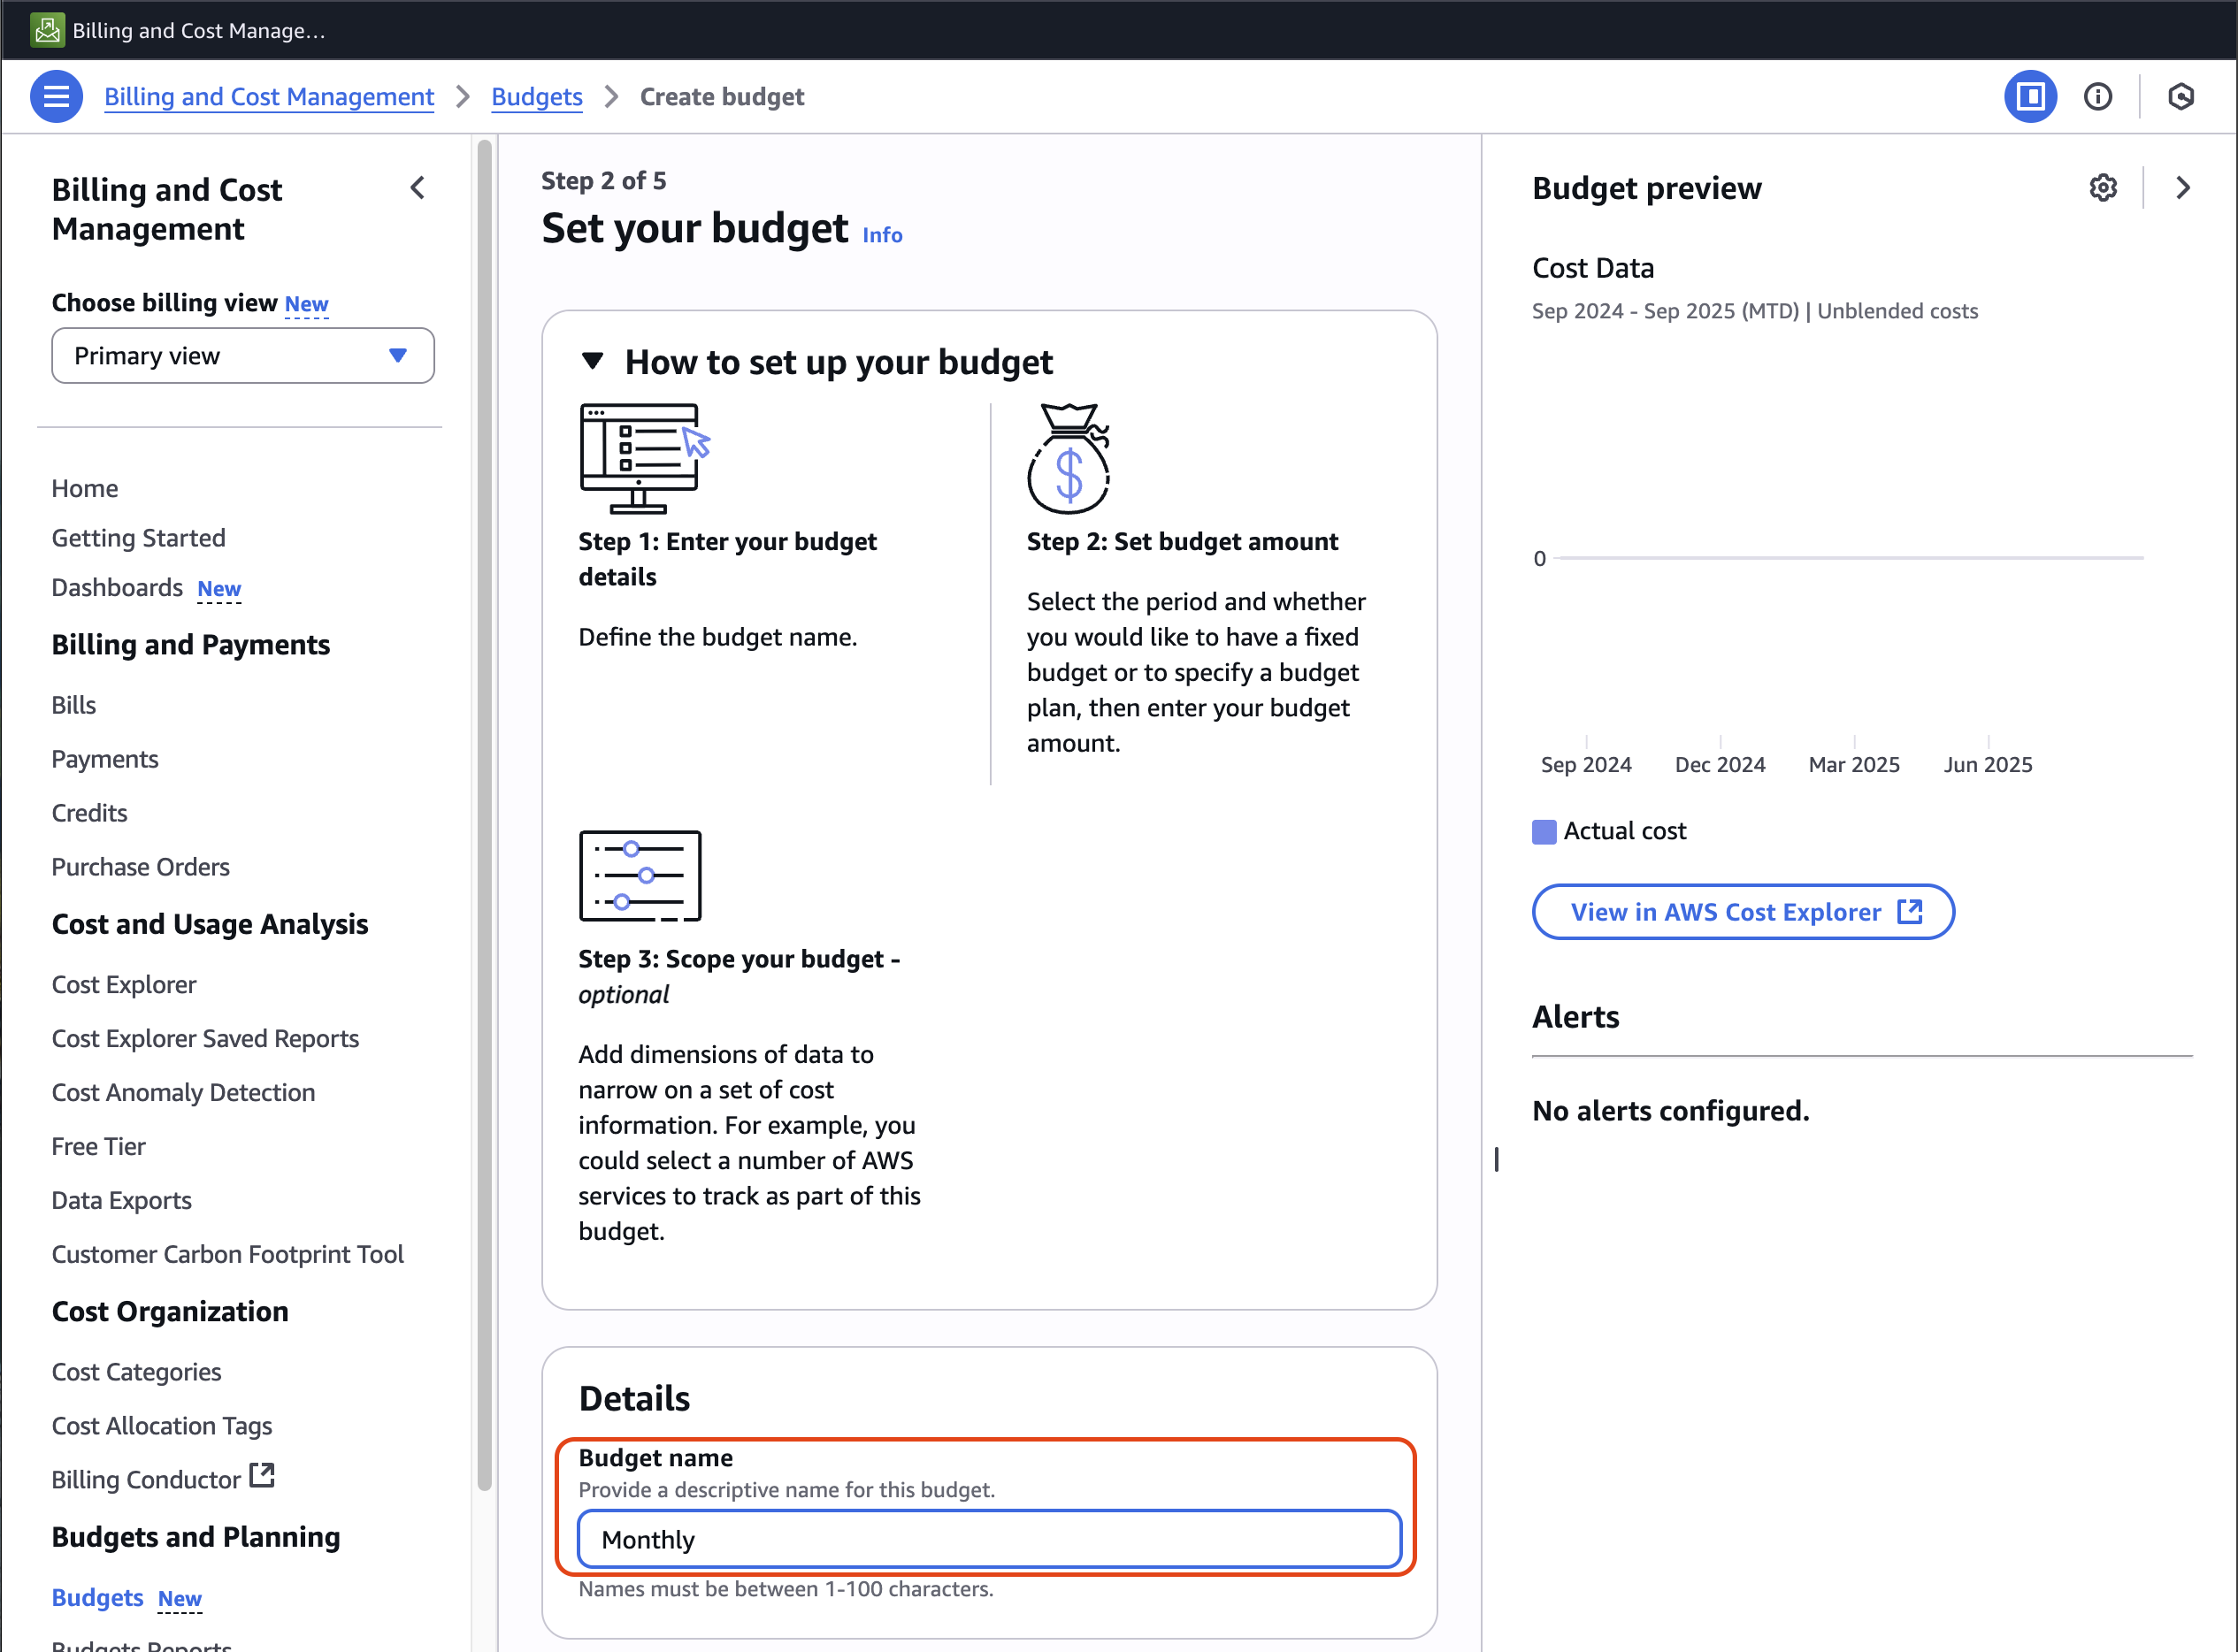 Billing and Cost Manage...
Billing and Cost Management > Budgets > Create budget
Billing and Cost
Management
Choose billing view New
Primary view
Home
Getting Started
Dashboards New
Billing and Payments
Bills
Payments
Credits
Purchase Orders
Cost and Usage Analysis
Cost Explorer
Cost Explorer Saved Reports
Cost Anomaly Detection
Free Tier
Data Exports
Customer Carbon Footprint Tool
Cost Organization
Cost Categories
Cost Allocation Tags
Billing Conductor
Budgets and Planning
Budgets New
Budgets Reports
Step 2 of 5
Set your budget Info
How to set up your budget
Step 1: Enter your budget
details
Define the budget name.
Step 2: Set budget amount
Select the period and whether
you would like to have a fixed
budget or to specify a budget
plan, then enter your budget
amount.
Step 3: Scope your budget -
optional
Add dimensions of data to
narrow on a set of cost
information. For example, you
could select a number of AWS
services to track as part of this
budget.
Details
Budget name
Provide a descriptive name for this budget.
Monthly
Names must be between 1-100 characters.
Budget preview
Cost Data
Sep 2024 - Sep 2025 (MTD) | Unblended costs
0
Sep 2024 Dec 2024 Mar 2025 Jun 2025
Actual cost
View in AWS Cost Explorer
Alerts
No alerts configured.